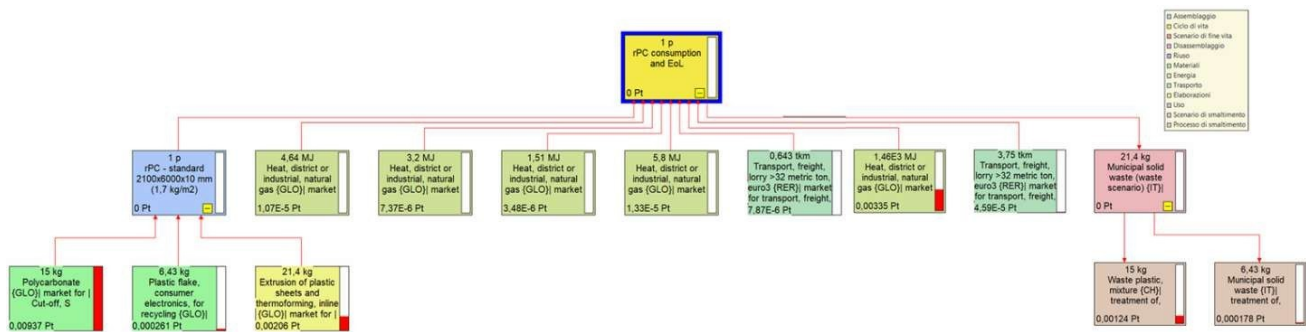 1 p
rPC consumption
and EoL
0 Pt
Assemblaggio
Ciclo di vita
Scenario di fine vita
Disassemblaggio
Riuso
Materiali
Energia
Trasporto
Elaborazioni
Uso
Scenario di smaltimento
Processo di smaltimento
1 p
rPC - standard
2100x6000x10 mm
(1,7 kg/m2)
0 Pt
4,64 MJ
Heat, district or
industrial, natural
gas {GLO}| market
1,07E-5 Pt
3,2 MJ
Heat, district or
industrial, natural
gas {GLO}| market
7,37E-6 Pt
1,51 MJ
Heat, district or
industrial, natural
gas {GLO}| market
3,48E-6 Pt
5,8 MJ
Heat, district or
industrial, natural
gas {GLO}| market
1,33E-5 Pt
0,643 tkm
Transport, freight,
lorry >32 metric ton,
euro3 {RER}| market
for transport, freight,
7,87E-6 Pt
1,46E3 MJ
Heat, district or
industrial, natural
gas {GLO}| market
0,00335 Pt
3,75 tkm
Transport, freight,
lorry >32 metric ton,
euro3 {RER}| market
for transport, freight,
4,59E-5 Pt
21,4 kg
Municipal solid
waste (waste
scenario) {IT}|
0 Pt
15 kg
Polycarbonate
{GLO}| market for |
Cut-off, S
0,00937 Pt
6,43 kg
Plastic flake,
consumer
electronics, for
recycling {GLO}|
0,000261 Pt
21,4 kg
Extrusion of plastic
sheets and
thermoforming, inline
{GLO}| market for |
0,00206 Pt
15 kg
Waste plastic,
mixture {CH}|
treatment of,
0,00124 Pt
6,43 kg
Municipal solid
waste {IT}|
treatment of,
0,000178 Pt